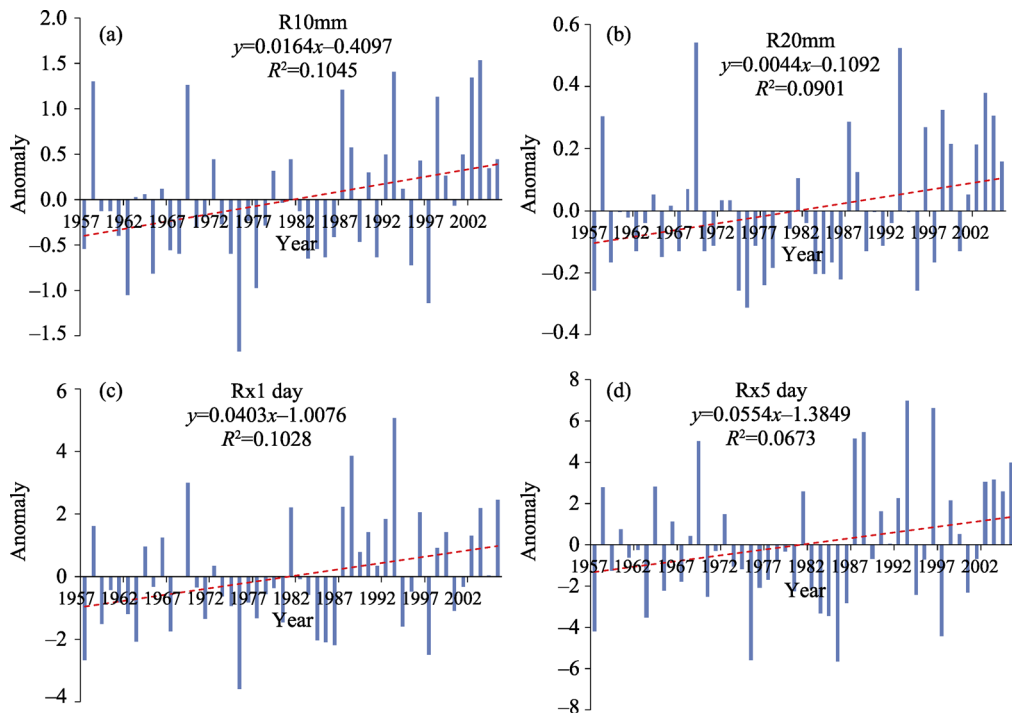 (a)
R10mm
y=0.0164x–0.4097
R²=0.1045
2.0
1.5
1.0
0.5
0.0
–0.5
–1.0
–1.5
Anomaly
1957 1962 1967 1972 1977 1982 1987 1992 1997 2002
Year
(b)
R20mm
y=0.0044x–0.1092
R²=0.0901
0.6
0.4
0.2
0.0
–0.2
–0.4
Anomaly
1957 1962 1967 1972 1977 1982 1987 1992 1997 2002
Year
(c)
Rx1 day
y=0.0403x–1.0076
R²=0.1028
6
4
2
0
–2
–4
Anomaly
1957 1962 1967 1972 1977 1982 1987 1992 1997 2002
Year
(d)
Rx5 day
y=0.0554x–1.3849
R²=0.0673
8
6
4
2
0
–2
–4
–6
–8
Anomaly
1957 1962 1967 1972 1977 1982 1987 1992 1997 2002
Year